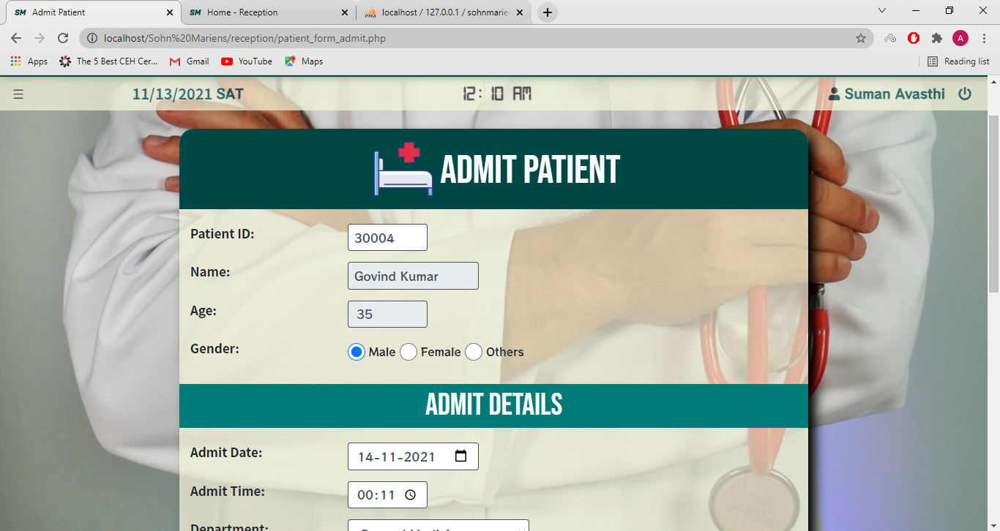 SM Admit Patient
SM Home - Reception
PMA localhost / 127.0.0.1 / sohnmarie
localhost/Sohn%20Mariens/reception/patient_form_admit.php
A
Apps
The 5 Best CEH Cer...
Gmail
YouTube
Maps
Reading list
11/13/2021 SAT
12:10 AM
Suman Avasthi
ADMIT PATIENT
Patient ID: 30004
Name: Govind Kumar
Age: 35
Gender: Male Female Others
ADMIT DETAILS
Admit Date: 14-11-2021
Admit Time: 00:11
Department: